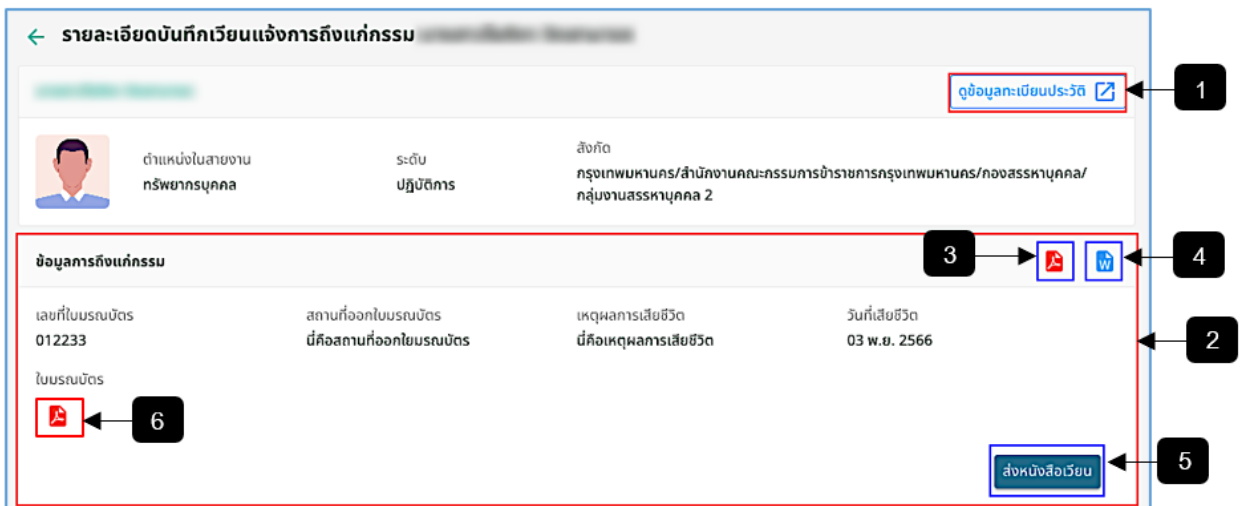 รายละเอียดบันทึกเวียนแจ้งการถึงแก่กรรม
ดูข้อมูลทะเบียนประวัติ
1
ตำแหน่งในสายงาน
ทรัพยากรบุคคล
ระดับ
ปฏิบัติการ
สังกัด
กรุงเทพมหานคร/สำนักงานคณะกรรมการข้าราชการกรุงเทพมหานคร/กองสรรหาบุคคล/
กลุ่มงานสรรหาบุคคล 2
ข้อมูลการถึงแก่กรรม
3
W
4
เลขที่ใบมรณบัตร
012233
สถานที่ออกใบมรณบัตร
นี่คือสถานที่ออกใยมรณบัตร
เหตุผลการเสียชีวิต
นี่คือเหตุผลการเสียชีวิต
วันที่เสียชีวิต
03 พ.ย. 2566
2
ใบมรณบัตร
6
ส่งหนังสือเวียน
5